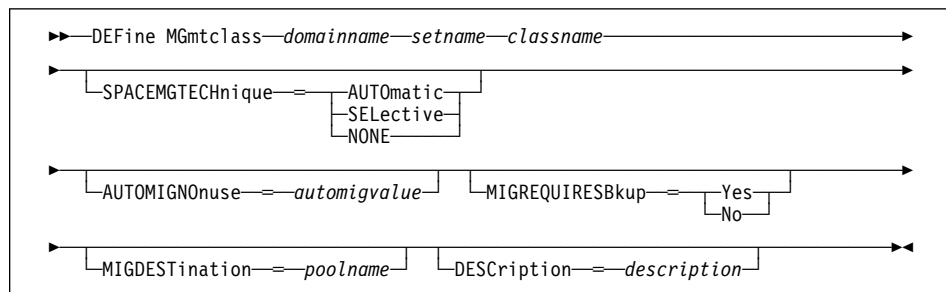 DEFine MGmtclass domainname setname classname
SPACEMGTECHnique = AUTOmatic
SELective
NONE
AUTOMIGNOnuse = automigvalue MIGREQUIRESBkup = Yes
No
MIGDESTination = poolname DESCription = description